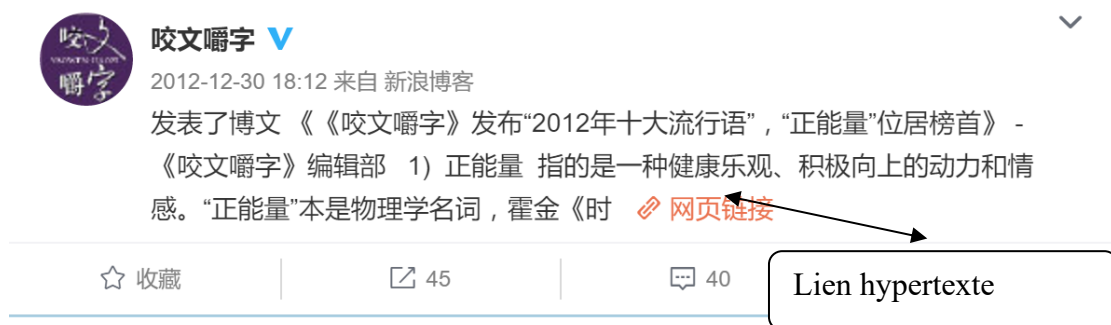 咬文嚼字
咬文嚼字 V
2012-12-30 18:12 来自 新浪博客
发表了博文 《《咬文嚼字》发布“2012年十大流行语”，“正能量”位居榜首》 -
《咬文嚼字》编辑部 1) 正能量 指的是一种健康乐观、积极向上的动力和情
感。“正能量”本是物理学名词，霍金《时 网页链接
收藏 45 40
Lien hypertexte